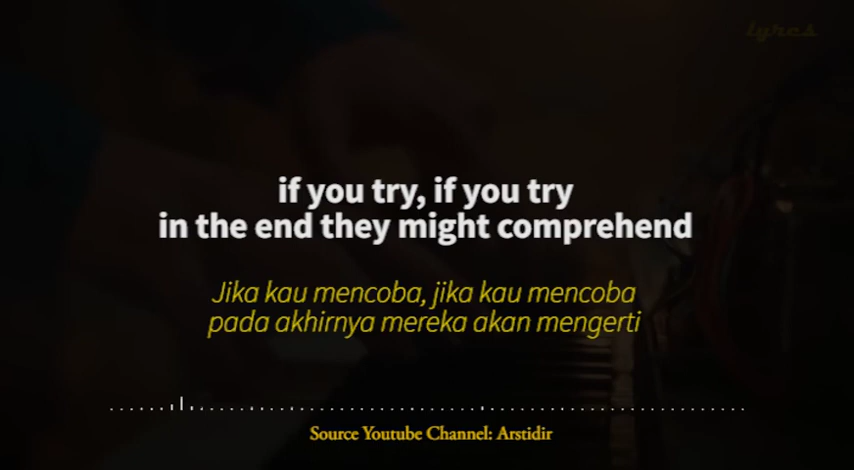 lyres
if you try, if you try
in the end they might comprehend
Jika kau mencoba, jika kau mencoba
pada akhirnya mereka akan mengerti
Source Youtube Channel: Arstidir